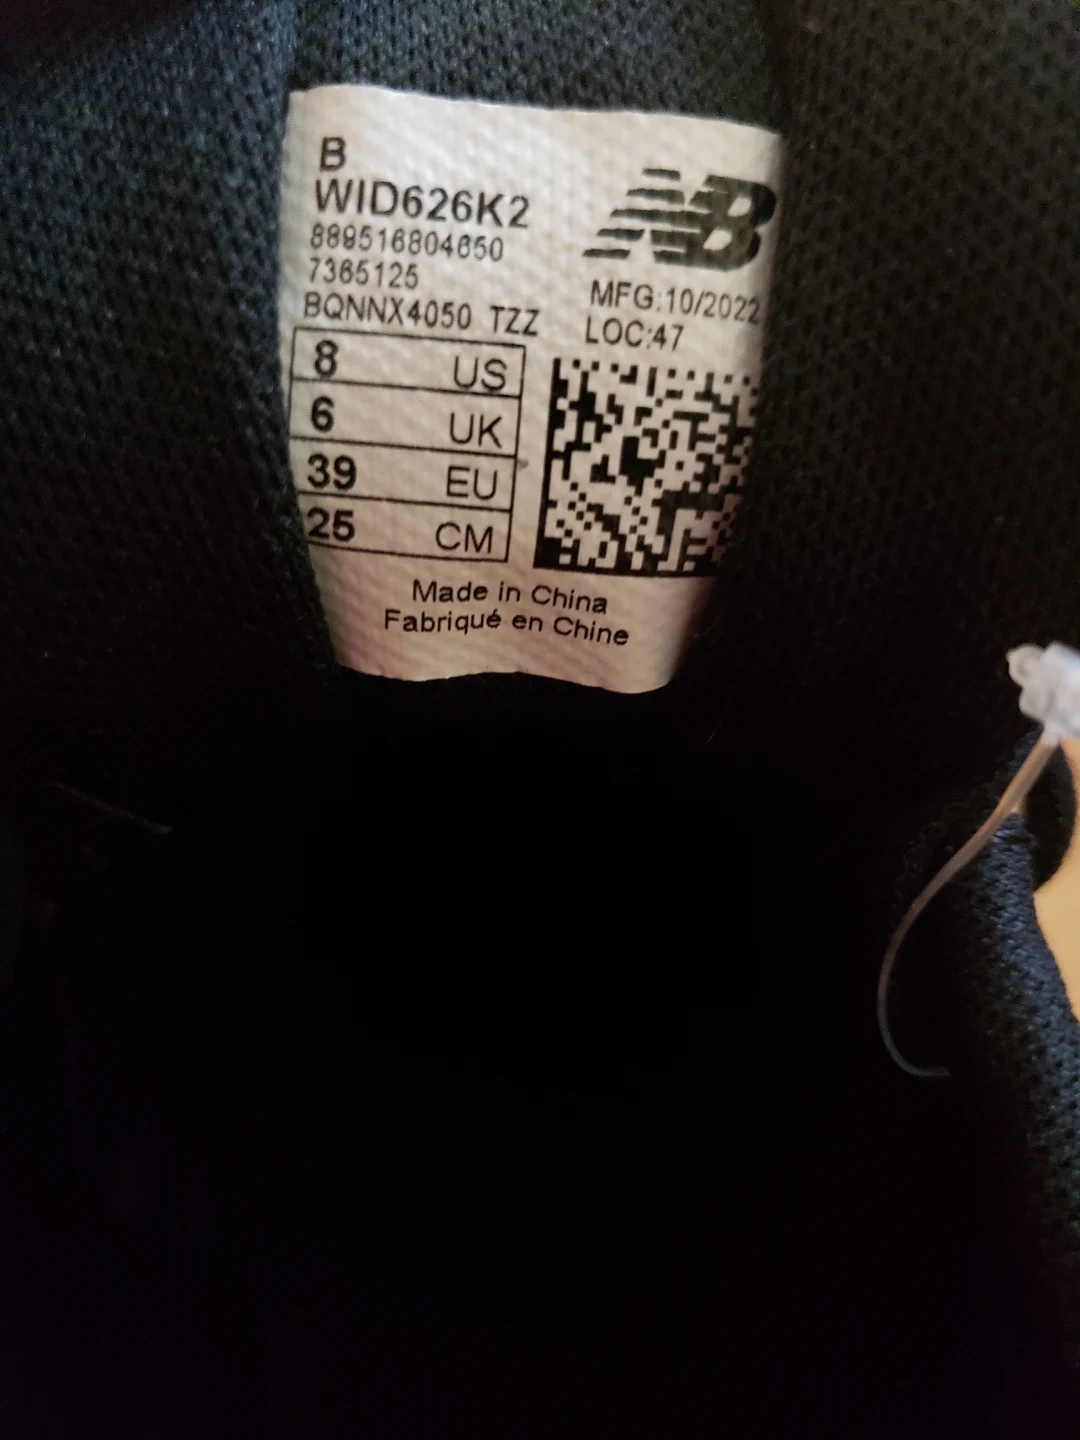 B
WID626K2
889516804650
7365125
BQNNX4050 TZZ
NB
MFG:10/2022
LOC:47
8 US
6 UK
39 EU
25 CM
Made in China
Fabriqué en Chine